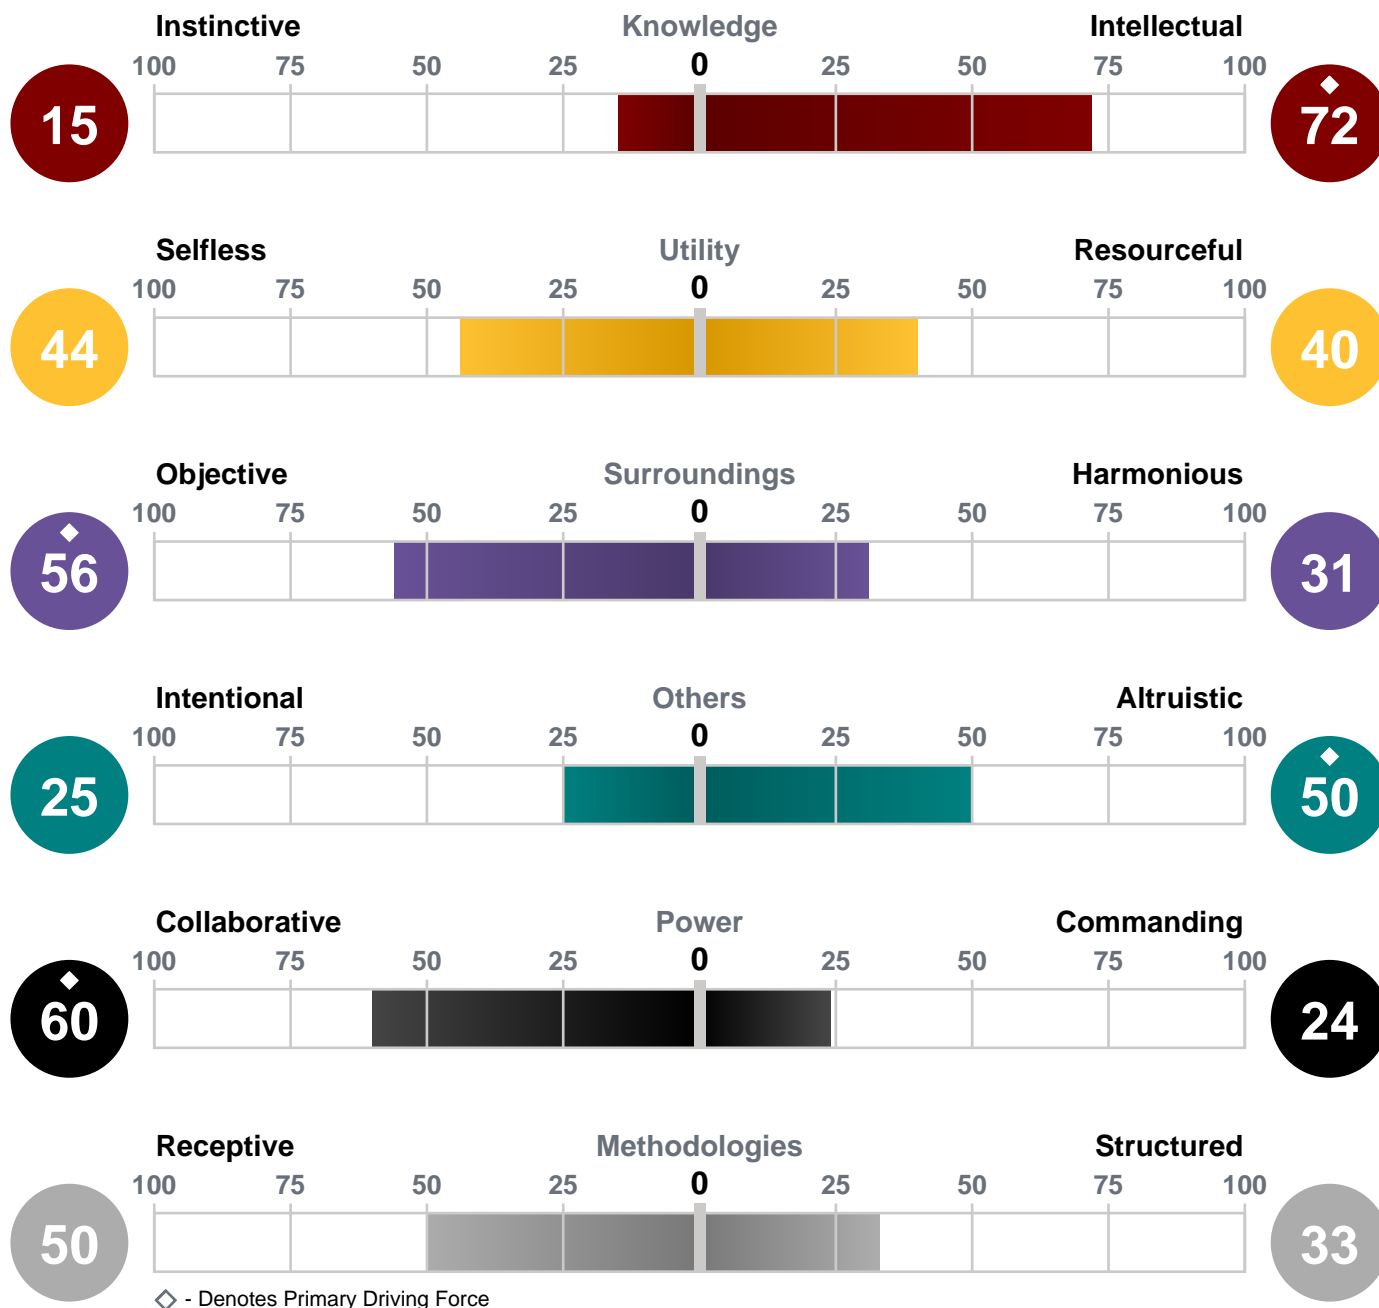 Instinctive Knowledge Intellectual
100 75 50 25 0 25 50 75 100
15 72
Selfless Utility Resourceful
100 75 50 25 0 25 50 75 100
44 40
Objective Surroundings Harmonious
100 75 50 25 0 25 50 75 100
56 31
Intentional Others Altruistic
100 75 50 25 0 25 50 75 100
25 50
Collaborative Power Commanding
100 75 50 25 0 25 50 75 100
60 24
Receptive Methodologies Structured
100 75 50 25 0 25 50 75 100
50 33
◇ - Denotes Primary Driving Force